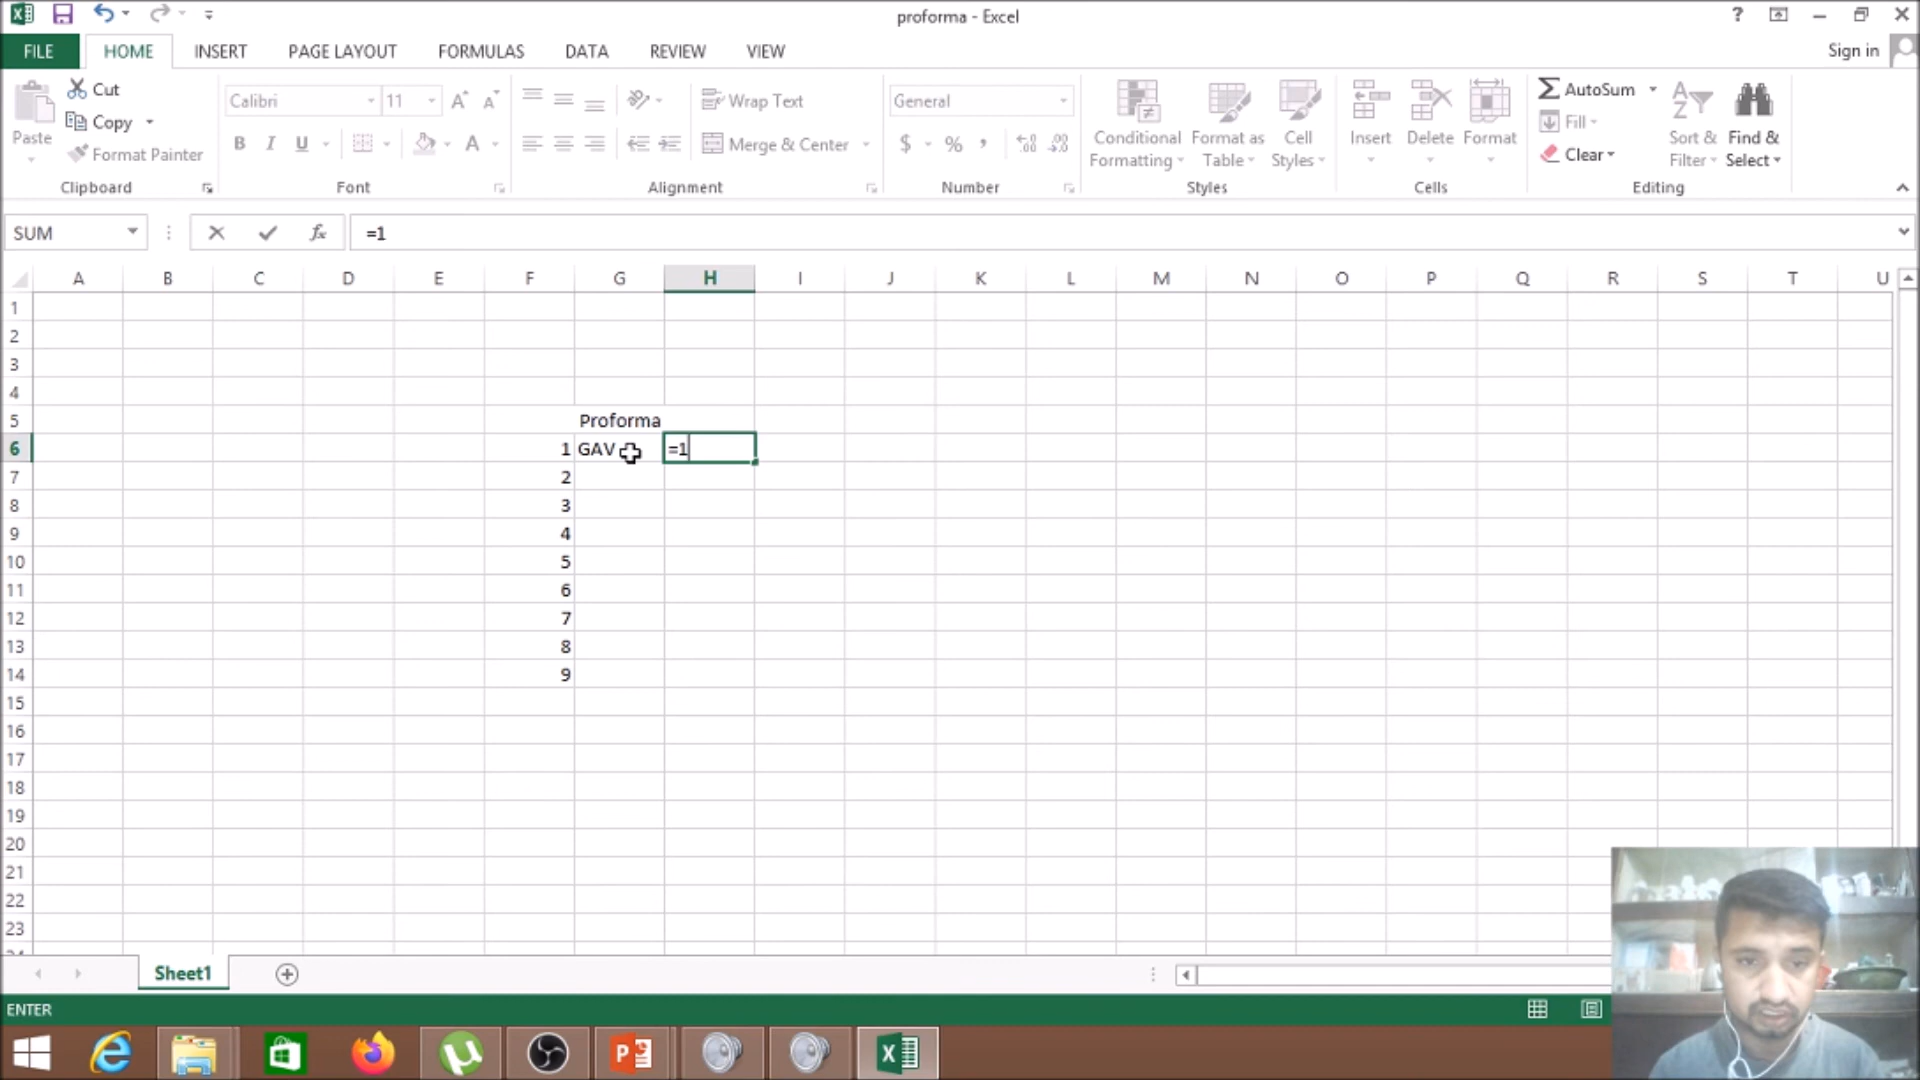 proforma - Excel
?
FILE HOME INSERT PAGE LAYOUT FORMULAS DATA REVIEW VIEW Sign in
Paste
Cut
Copy
Format Painter
Clipboard
Calibri 11 A A
B I U A
Font
Wrap Text
Merge & Center
Alignment
General
$ % , .00 .0
Number
Conditional Formatting
Format as Table
Cell Styles
Styles
Insert Delete Format
Cells
AutoSum
Fill
Clear
Sort & Filter
Find & Select
Editing
SUM fx =1
A B C D E F G H I J K L M N O P Q R S T U
1
2
3
4
5 Proforma
6 1 GAV =1
7 2
8 3
9 4
10 5
11 6
12 7
13 8
14 9
15
16
17
18
19
20
21
22
23
Sheet1
ENTER